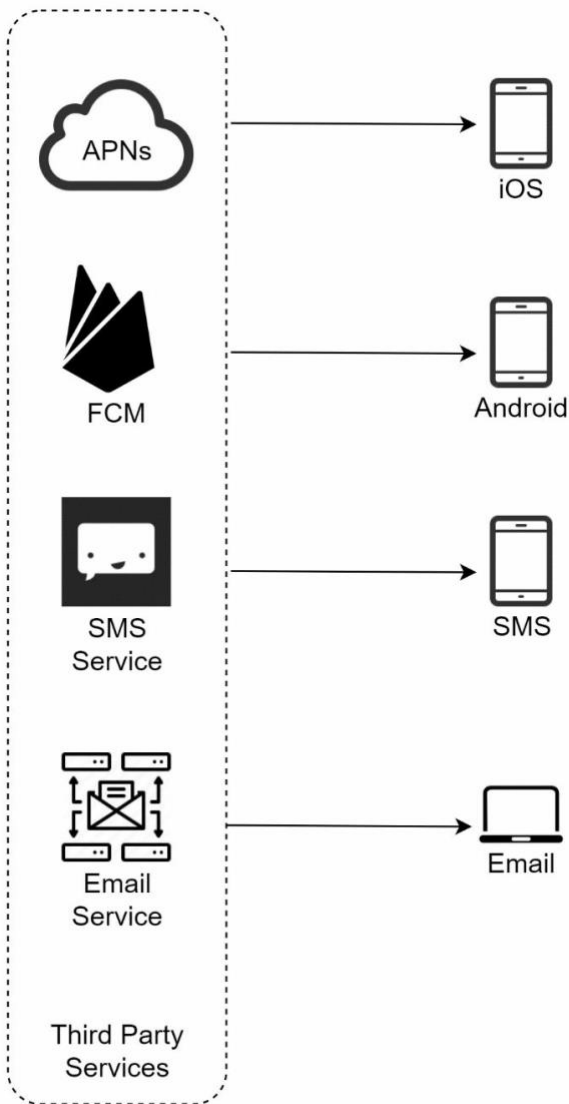 APNs
iOS
FCM
Android
SMS
Service
SMS
Email
Service
Email
Third Party
Services